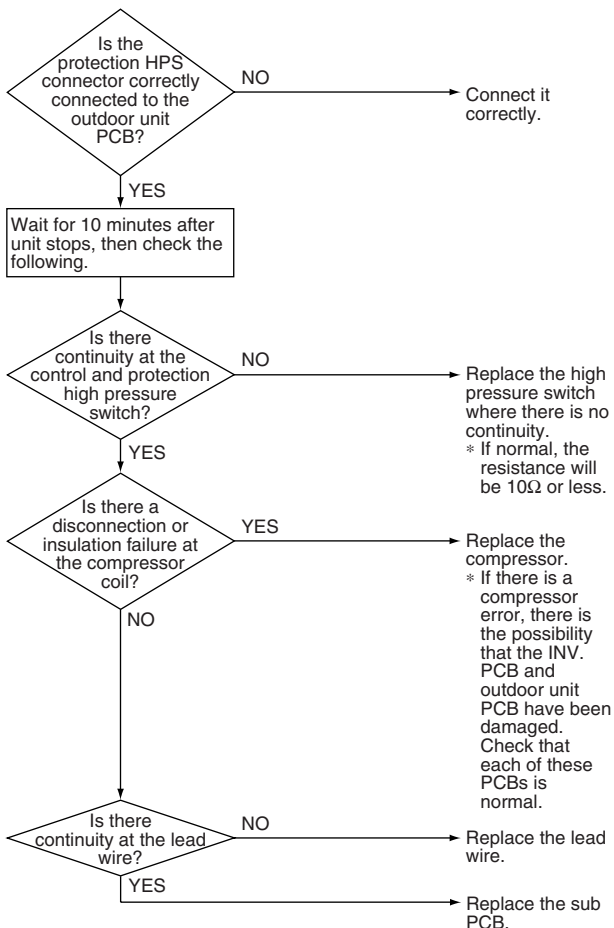 Is the
protection HPS
connector correctly
connected to the
outdoor unit
PCB?
NO
Connect it
correctly.
YES
Wait for 10 minutes after
unit stops, then check the
following.
Is there
continuity at the
control and protection
high pressure
switch?
NO
Replace the high
pressure switch
where there is no
continuity.
* If normal, the
resistance will
be 10Ω or less.
YES
Is there a
disconnection or
insulation failure at
the compressor
coil?
YES
Replace the
compressor.
* If there is a
compressor
error, there is
the possibility
that the INV.
PCB and
outdoor unit
PCB have been
damaged.
Check that
each of these
PCBs is
normal.
NO
Is there
continuity at the lead
wire?
NO
Replace the lead
wire.
YES
Replace the sub
PCB.